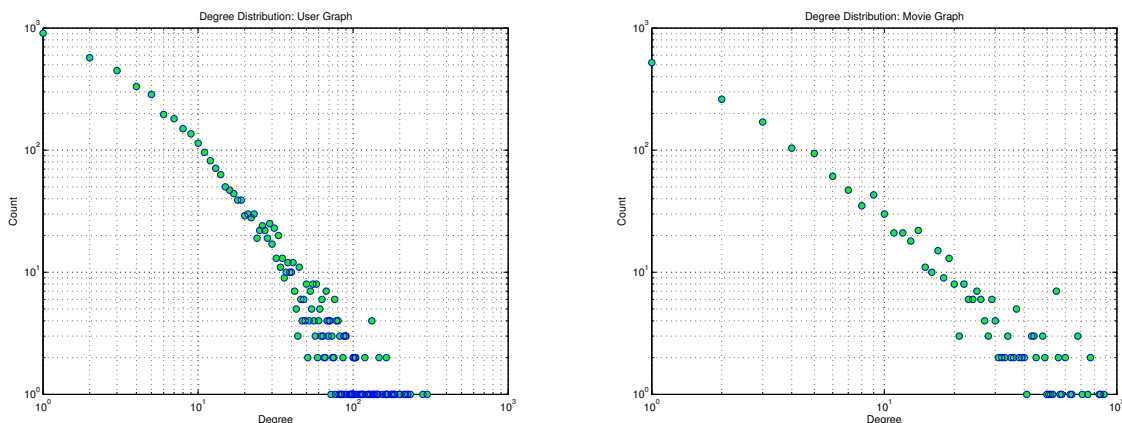 Degree Distribution: User Graph
10^3
10^2
10^1
10^0
Count
10^0 10^1 10^2 10^3
Degree
Degree Distribution: Movie Graph
10^3
10^2
10^1
10^0
Count
10^0 10^1 10^2
Degree